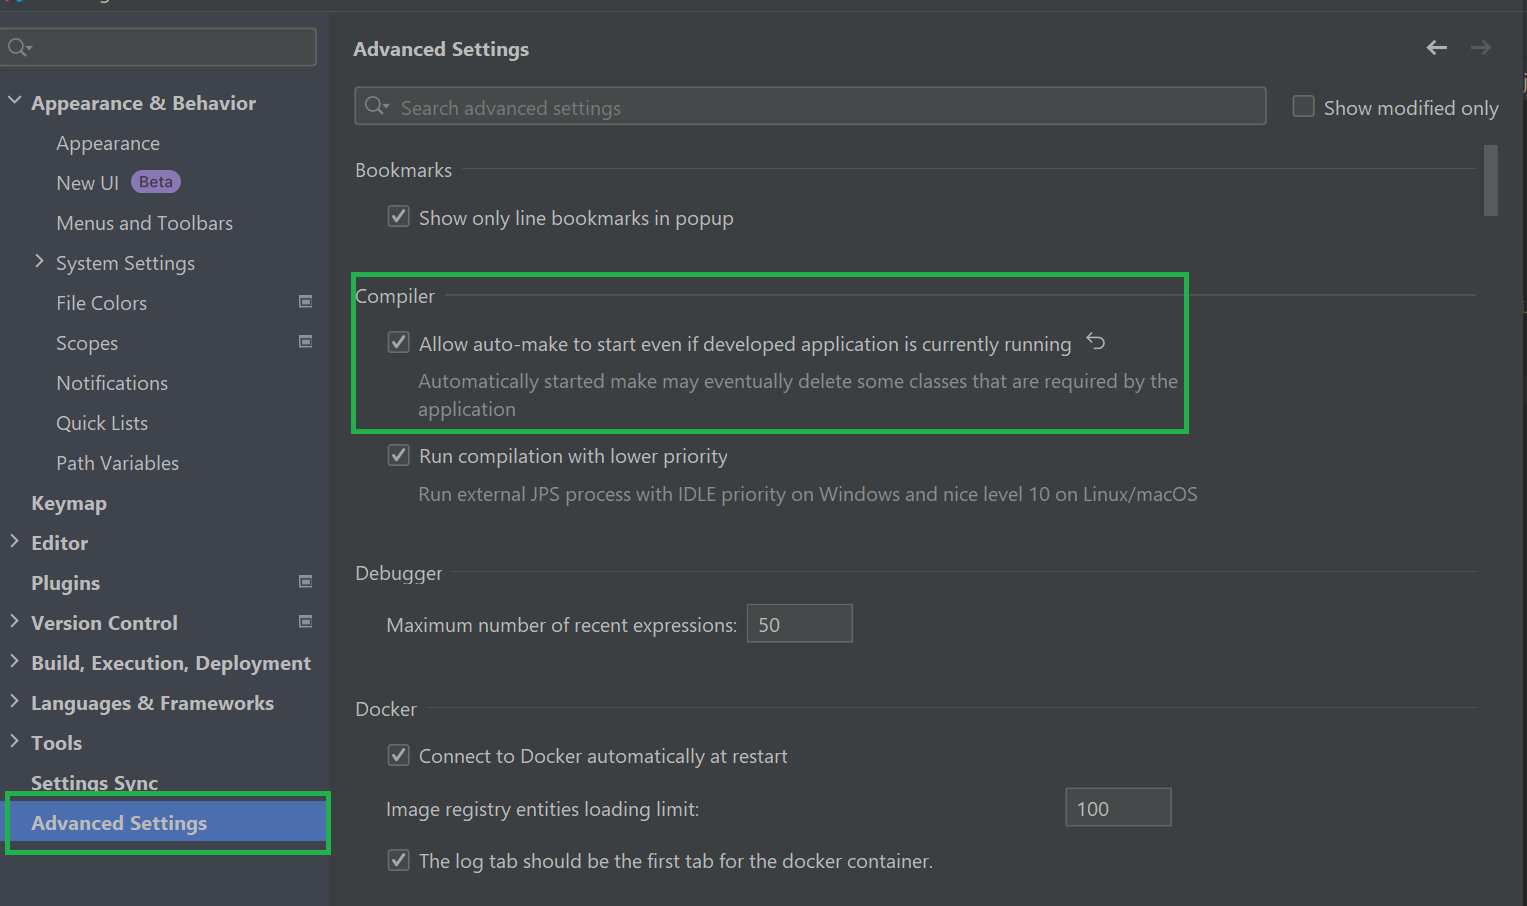 Appearance & Behavior
Appearance
New UI Beta
Menus and Toolbars
System Settings
File Colors
Scopes
Notifications
Quick Lists
Path Variables
Keymap
Editor
Plugins
Version Control
Build, Execution, Deployment
Languages & Frameworks
Tools
Settings Sync
Advanced Settings
Advanced Settings
Search advanced settings
Show modified only
Bookmarks
Show only line bookmarks in popup
Compiler
Allow auto-make to start even if developed application is currently running
Automatically started make may eventually delete some classes that are required by the
application
Run compilation with lower priority
Run external JPS process with IDLE priority on Windows and nice level 10 on Linux/macOS
Debugger
Maximum number of recent expressions: 50
Docker
Connect to Docker automatically at restart
Image registry entities loading limit: 100
The log tab should be the first tab for the docker container.